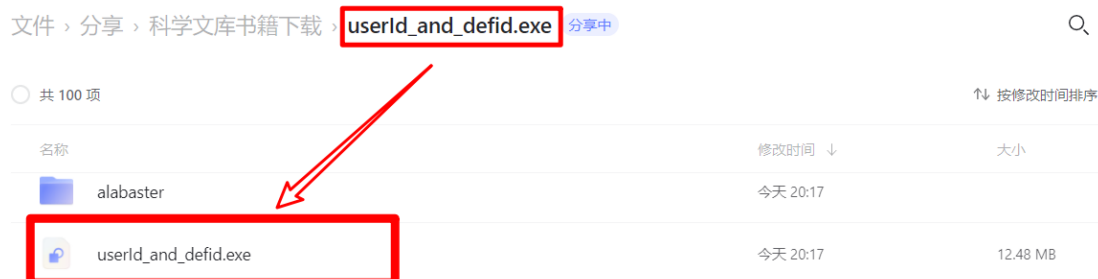 文件 › 分享 › 科学文库书籍下载 › userId_and_defid.exe 分享中
共 100 项 按修改时间排序
名称 修改时间 大小
alabaster 今天 20:17
userId_and_defid.exe 今天 20:17 12.48 MB